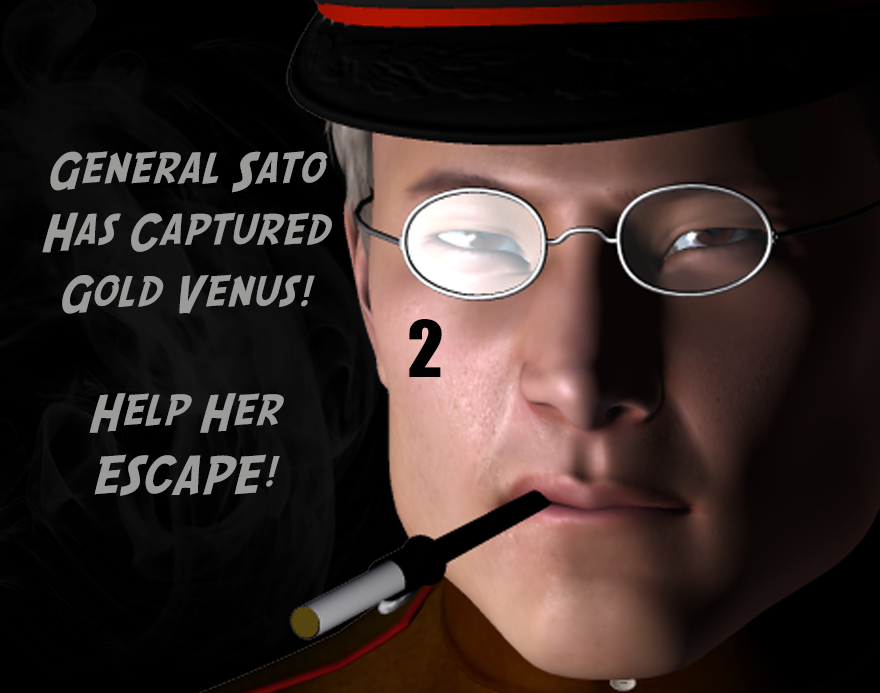 General Sato
Has Captured
Gold Venus!
2
Help Her
ESCAPE!